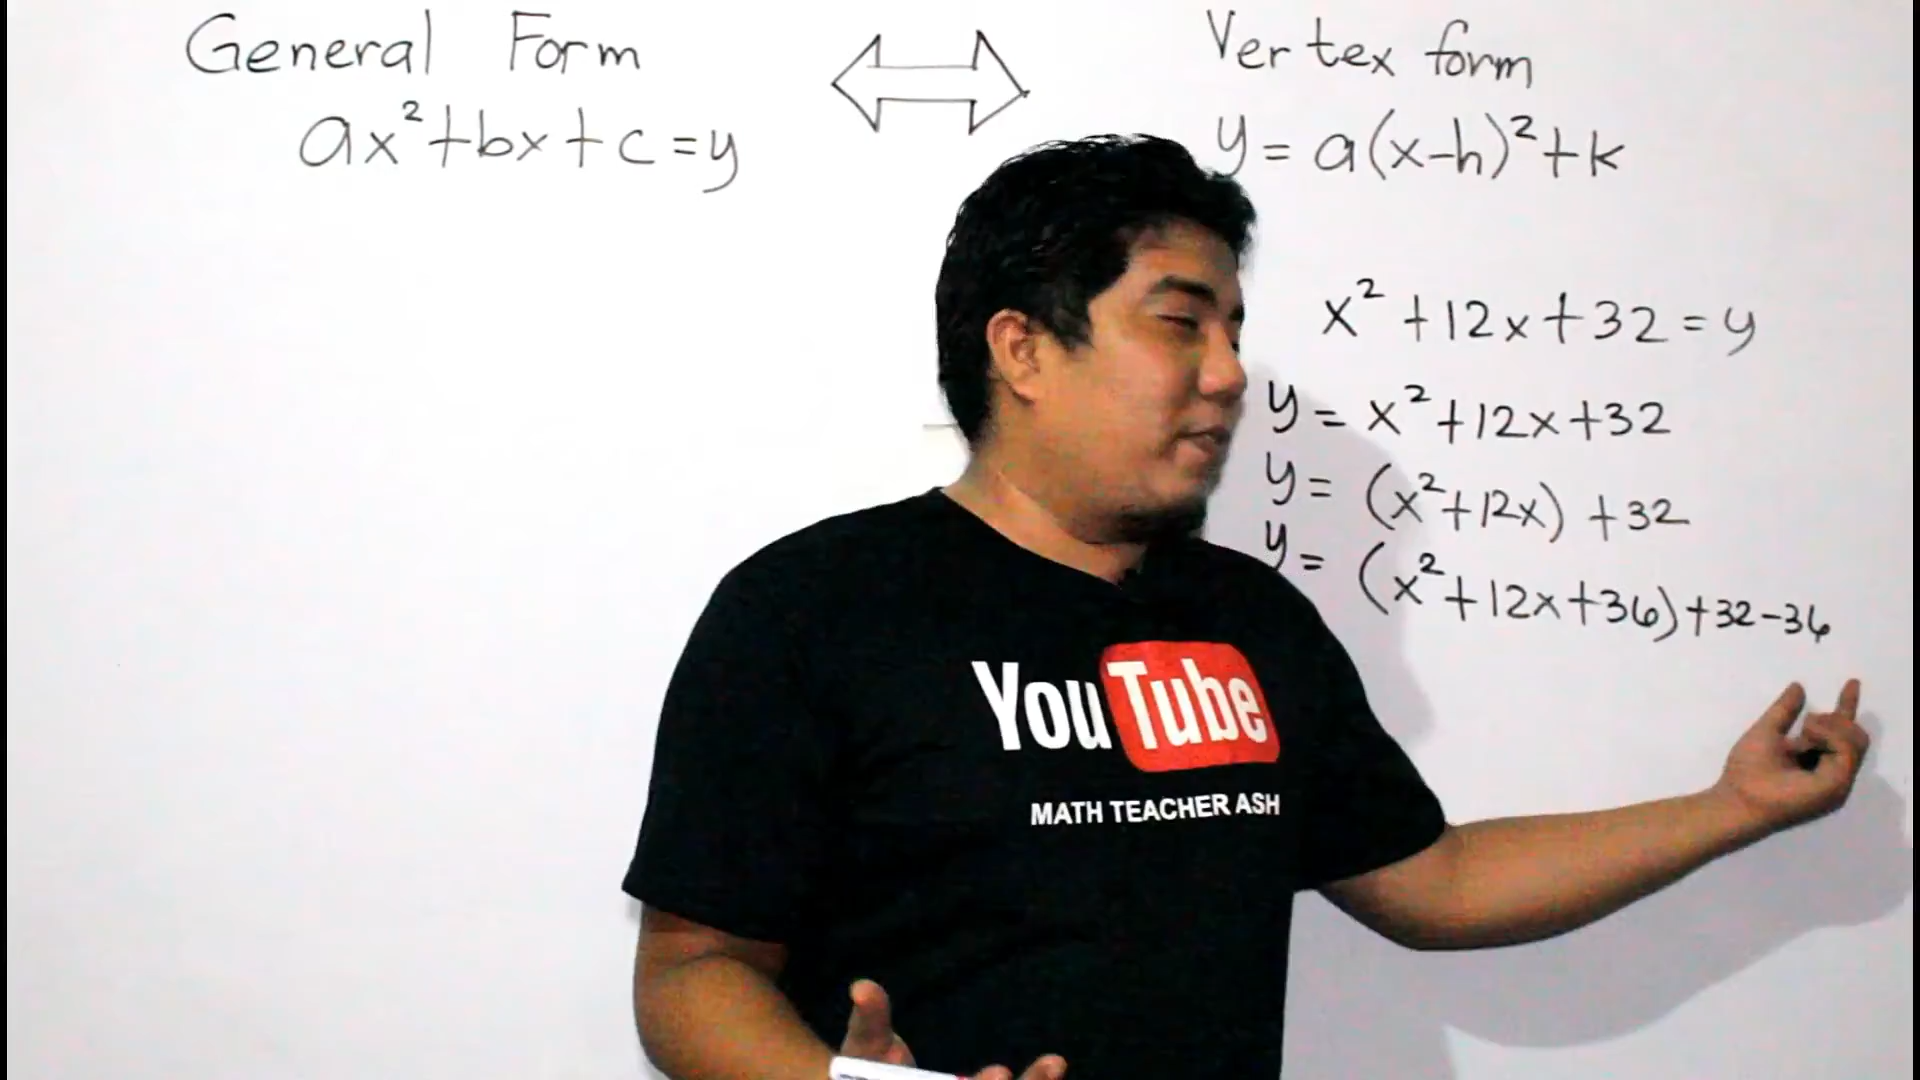 General Form
ax²+bx+c=y
Vertex form
y = a(x-h)²+k
x² +12x+32 = y
y = x²+12x+32
y = (x²+12x) +32
y = (x²+12x+36)+32-36
YouTube
MATH TEACHER ASH